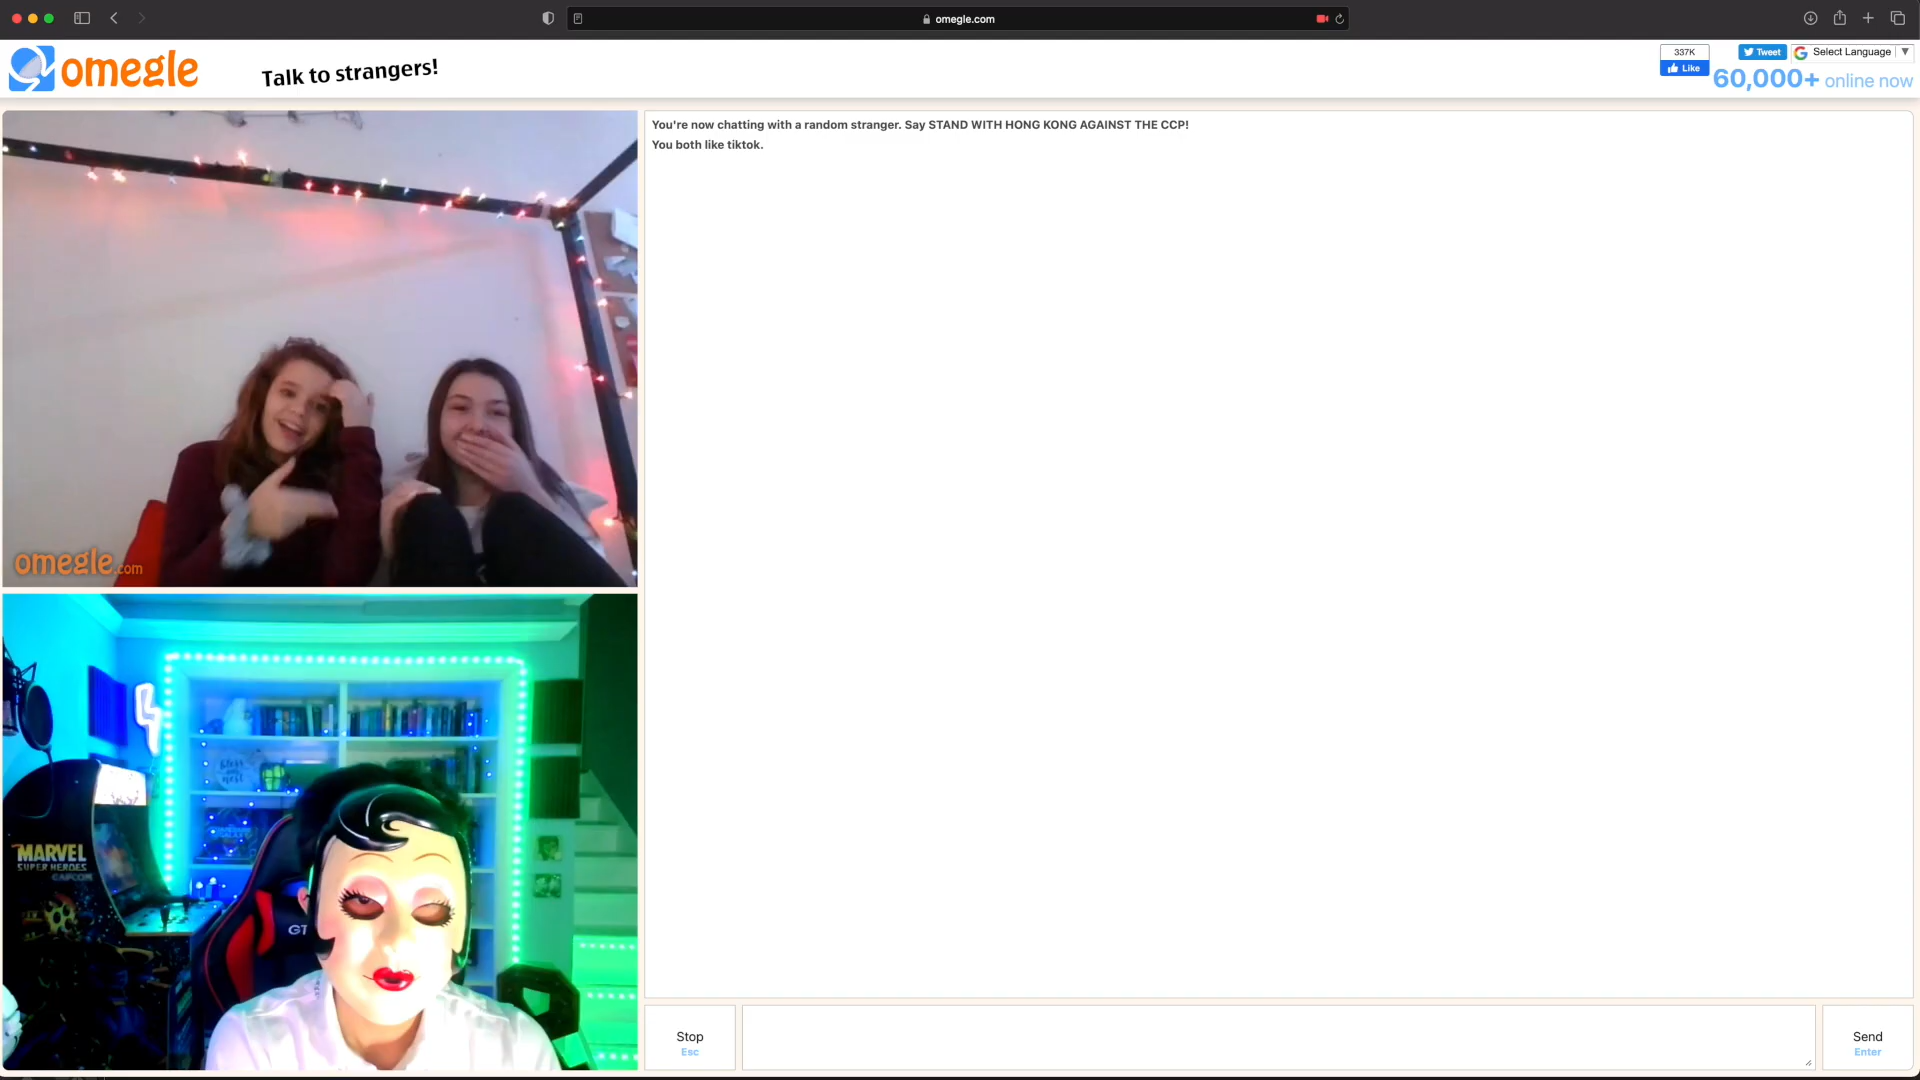 omegle.com
omegle
Talk to strangers!
337K
Like
Tweet
Select Language
60,000+ online now
You're now chatting with a random stranger. Say STAND WITH HONG KONG AGAINST THE CCP!
You both like tiktok.
omegle.com
MARVEL
SUPER HEROES
CAPCOM
GT
Stop
Esc
Send
Enter